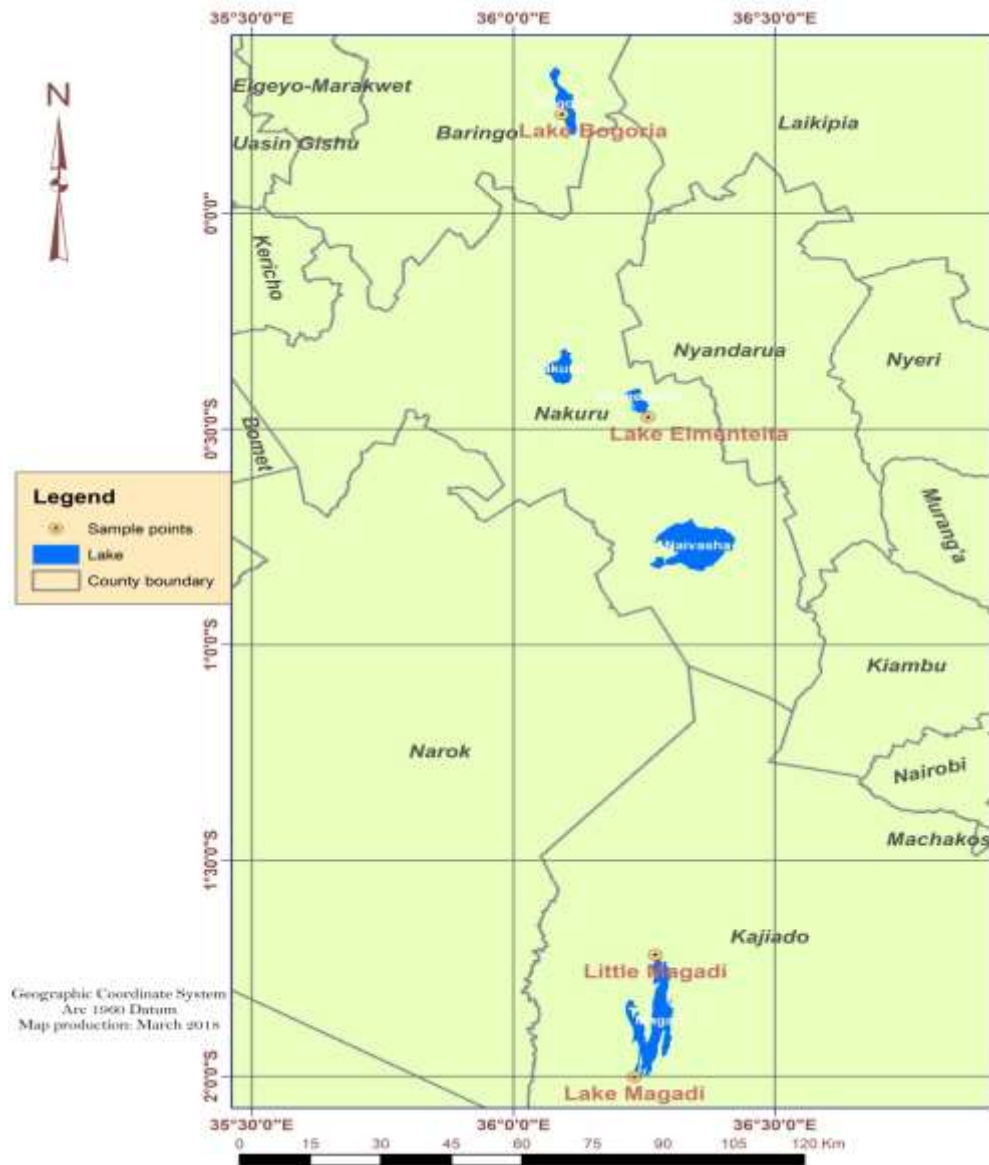 35°30'0"E 36°0'0"E 36°30'0"E
N
Elgeyo-Marakwet
Laikipia
Baringo
Lake Bogoria
Uasin Gishu
0°0'0"
Kericho
Nyandarua
Nyeri
Nakuru
Lake Elmenteita
0°30'0"S
Bomet
Legend
Sample points
Lake
County boundary
Murang'a
Naivasha
1°0'0"S
Kiambu
Narok
Nairobi
Machakos
1°30'0"S
Kajiado
Little Magadi
Geographic Coordinate System
Arc 1960 Datum
Map production: March 2018
2°0'0"S
Lake Magadi
35°30'0"E 36°0'0"E 36°30'0"E
0 15 30 45 60 75 90 105 120 Km